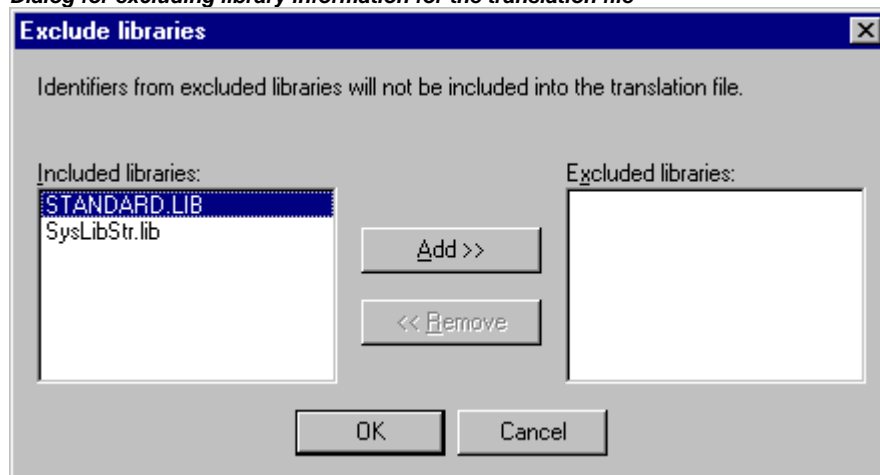 Dialog for excluding library information for the translation file
Exclude libraries
Identifiers from excluded libraries will not be included into the translation file.
Included libraries:
Excluded libraries:
STANDARD.LIB
SysLibStr.lib
Add >>
<< Remove
OK
Cancel